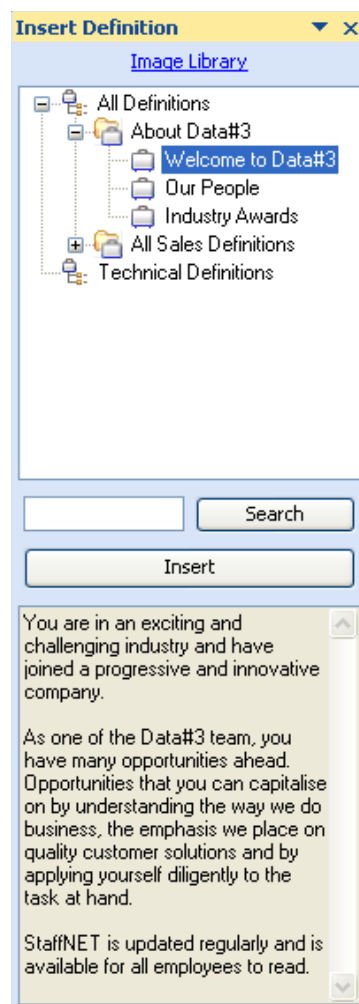 Insert Definition
Image Library
All Definitions
About Data#3
Welcome to Data#3
Our People
Industry Awards
All Sales Definitions
Technical Definitions
Search
Insert
You are in an exciting and
challenging industry and have
joined a progressive and innovative
company.
As one of the Data#3 team, you
have many opportunities ahead.
Opportunities that you can capitalise
on by understanding the way we do
business, the emphasis we place on
quality customer solutions and by
applying yourself diligently to the
task at hand.
StaffNET is updated regularly and is
available for all employees to read.